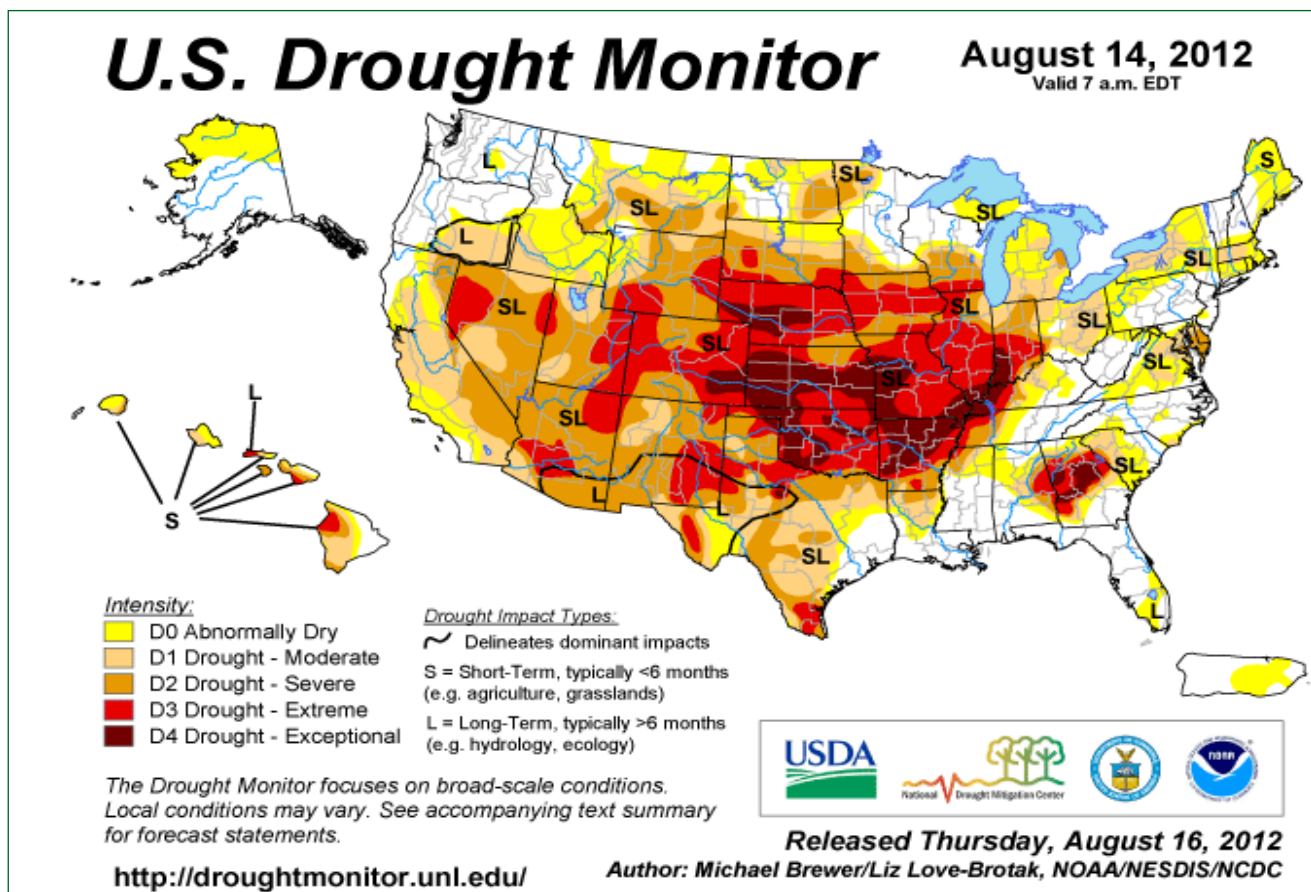 U.S. Drought Monitor
August 14, 2012
Valid 7 a.m. EDT
L
SL
S
SL
SL
L
SL
SL
SL
SL
SL
SL
SL
SL
SL
L
L
SL
L
L
S
Intensity:
D0 Abnormally Dry
D1 Drought - Moderate
D2 Drought - Severe
D3 Drought - Extreme
D4 Drought - Exceptional
Drought Impact Types:
Delineates dominant impacts
S = Short-Term, typically <6 months
(e.g. agriculture, grasslands)
L = Long-Term, typically >6 months
(e.g. hydrology, ecology)
The Drought Monitor focuses on broad-scale conditions.
Local conditions may vary. See accompanying text summary
for forecast statements.
http://droughtmonitor.unl.edu/
USDA
National Drought Mitigation Center
noaa
Released Thursday, August 16, 2012
Author: Michael Brewer/Liz Love-Brotak, NOAA/NESDIS/NCDC